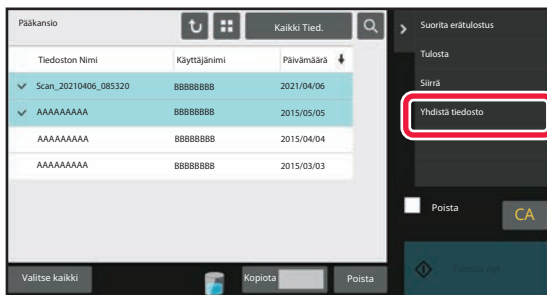 Pääkansio
Kaikki Tied.
Tiedoston Nimi Käyttäjänimi Päivämäärä
Scan_20210406_085320 BBBBBBBB 2021/04/06
AAAAAAAAA BBBBBBBB 2015/05/05
AAAAAAAAA BBBBBBBB 2015/04/04
AAAAAAAAA BBBBBBBB 2015/03/03
Valitse kaikki
Kopiota
Poista
Suorita erätulostus
Tulosta
Siirrä
Yhdistä tiedosto
Poista
CA